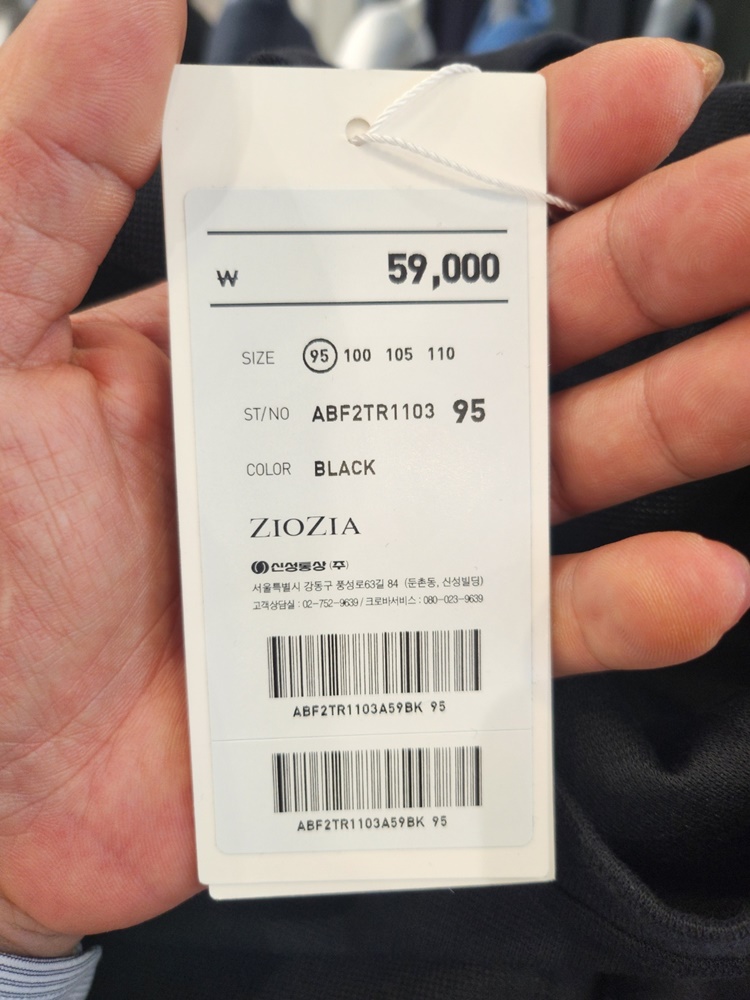 ₩ 59,000
SIZE 95 100 105 110
ST/NO ABF2TR1103 95
COLOR BLACK
ZIOZIA
신성통상 (주)
서울특별시 강동구 풍성로63길 84 (둔촌동, 신성빌딩)
고객상담실 : 02-752-9639 / 크로바서비스 : 080-023-9639
ABF2TR1103A59BK 95
ABF2TR1103A59BK 95